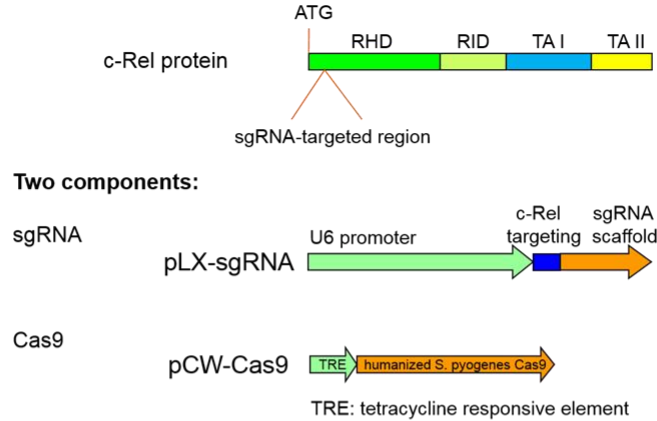 ATG
RHD RID TA I TA II
c-Rel protein
sgRNA-targeted region
Two components:
sgRNA
c-Rel sgRNA
U6 promoter targeting scaffold
pLX-sgRNA
Cas9
pCW-Cas9 TRE humanized S. pyogenes Cas9
TRE: tetracycline responsive element